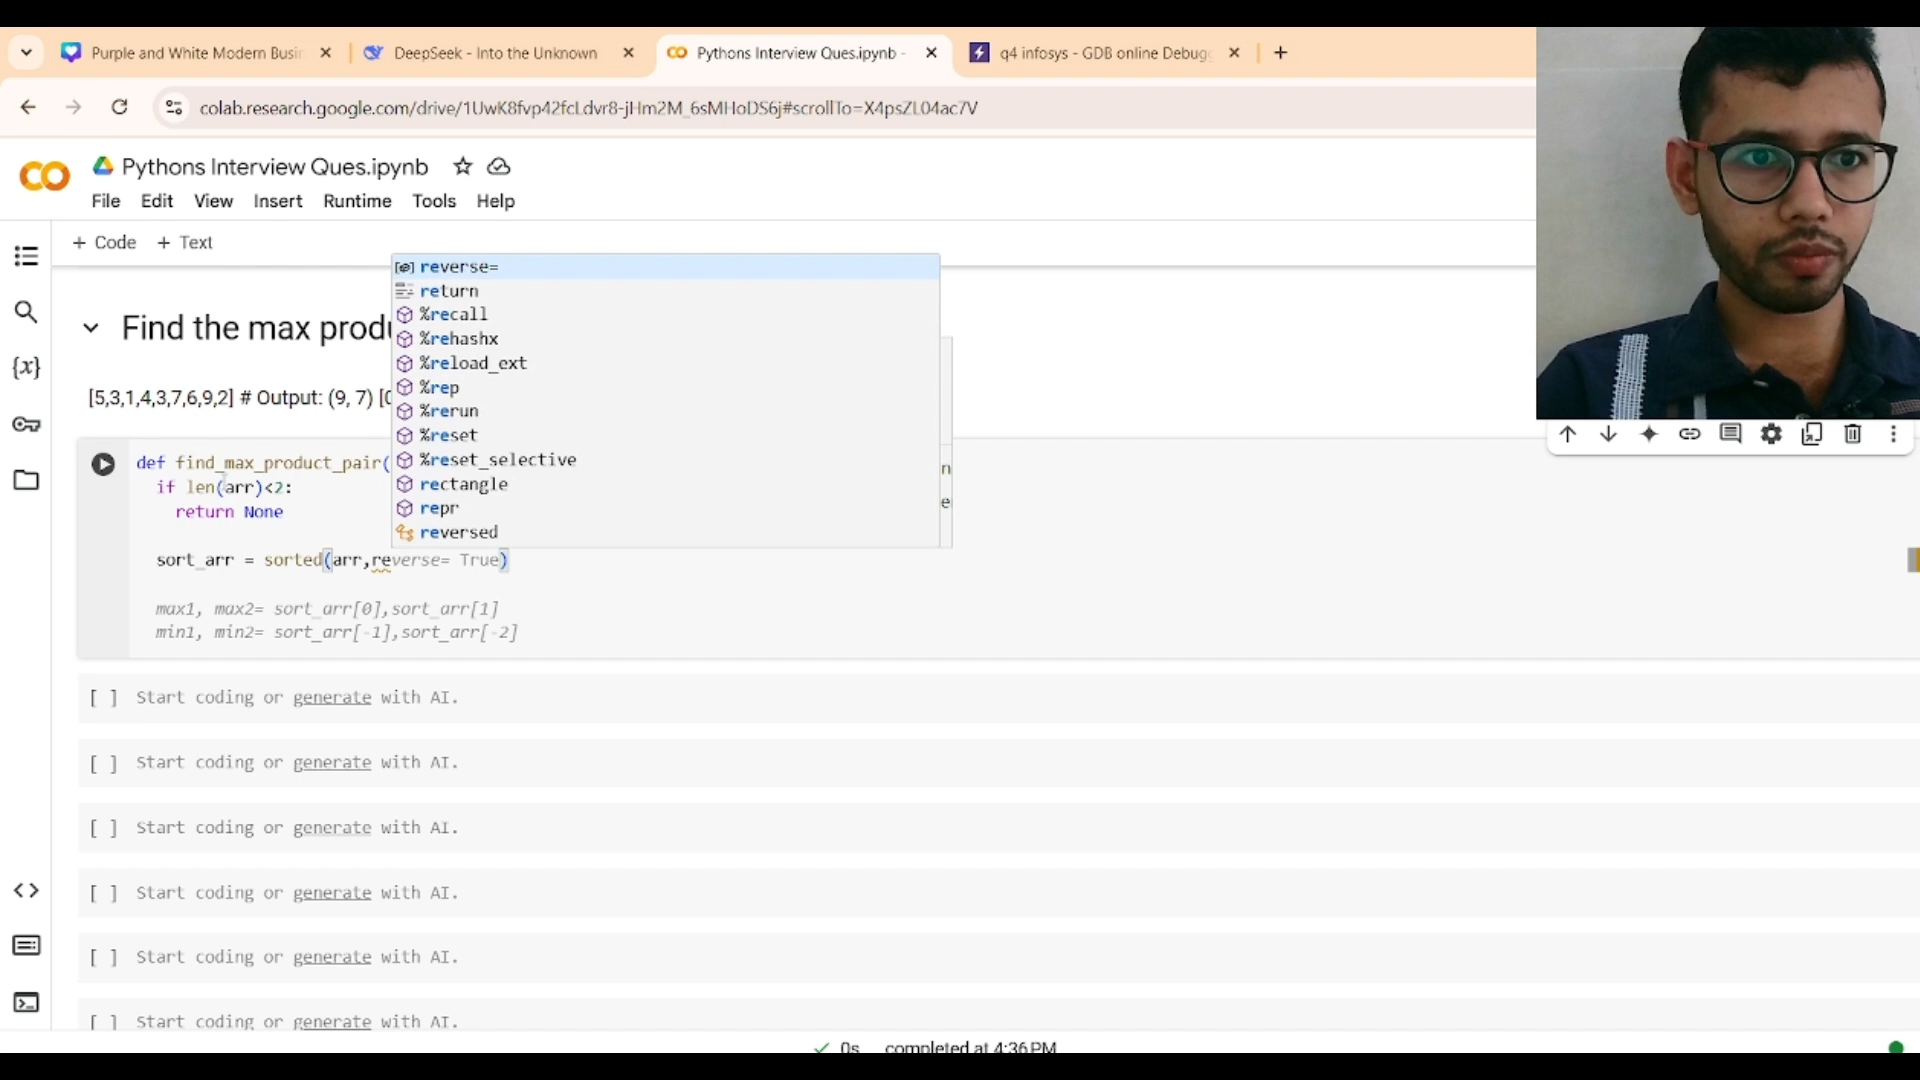 Purple and White Modern Busin
DeepSeek - Into the Unknown
Pythons Interview Ques.ipynb -
q4 infosys - GDB online Debugg
colab.research.google.com/drive/1UwK8fvp42fcLdvr8-jHm2M_6sMHoDS6j#scrollTo=X4psZL04ac7V
CO
Pythons Interview Ques.ipynb
File Edit View Insert Runtime Tools Help
+ Code + Text
reverse=
return
%recall
%rehashx
%reload_ext
%rep
%rerun
%reset
%reset_selective
rectangle
repr
reversed
Find the max produ
[5,3,1,4,3,7,6,9,2] # Output: (9, 7) [0
def find_max_product_pair(
if len(arr)<2:
return None
sort_arr = sorted(arr,reverse= True)
max1, max2= sort_arr[0],sort_arr[1]
min1, min2= sort_arr[-1],sort_arr[-2]
[ ] Start coding or generate with AI.
[ ] Start coding or generate with AI.
[ ] Start coding or generate with AI.
[ ] Start coding or generate with AI.
[ ] Start coding or generate with AI.
[ ] Start coding or generate with AI.
0s completed at 4:36 PM